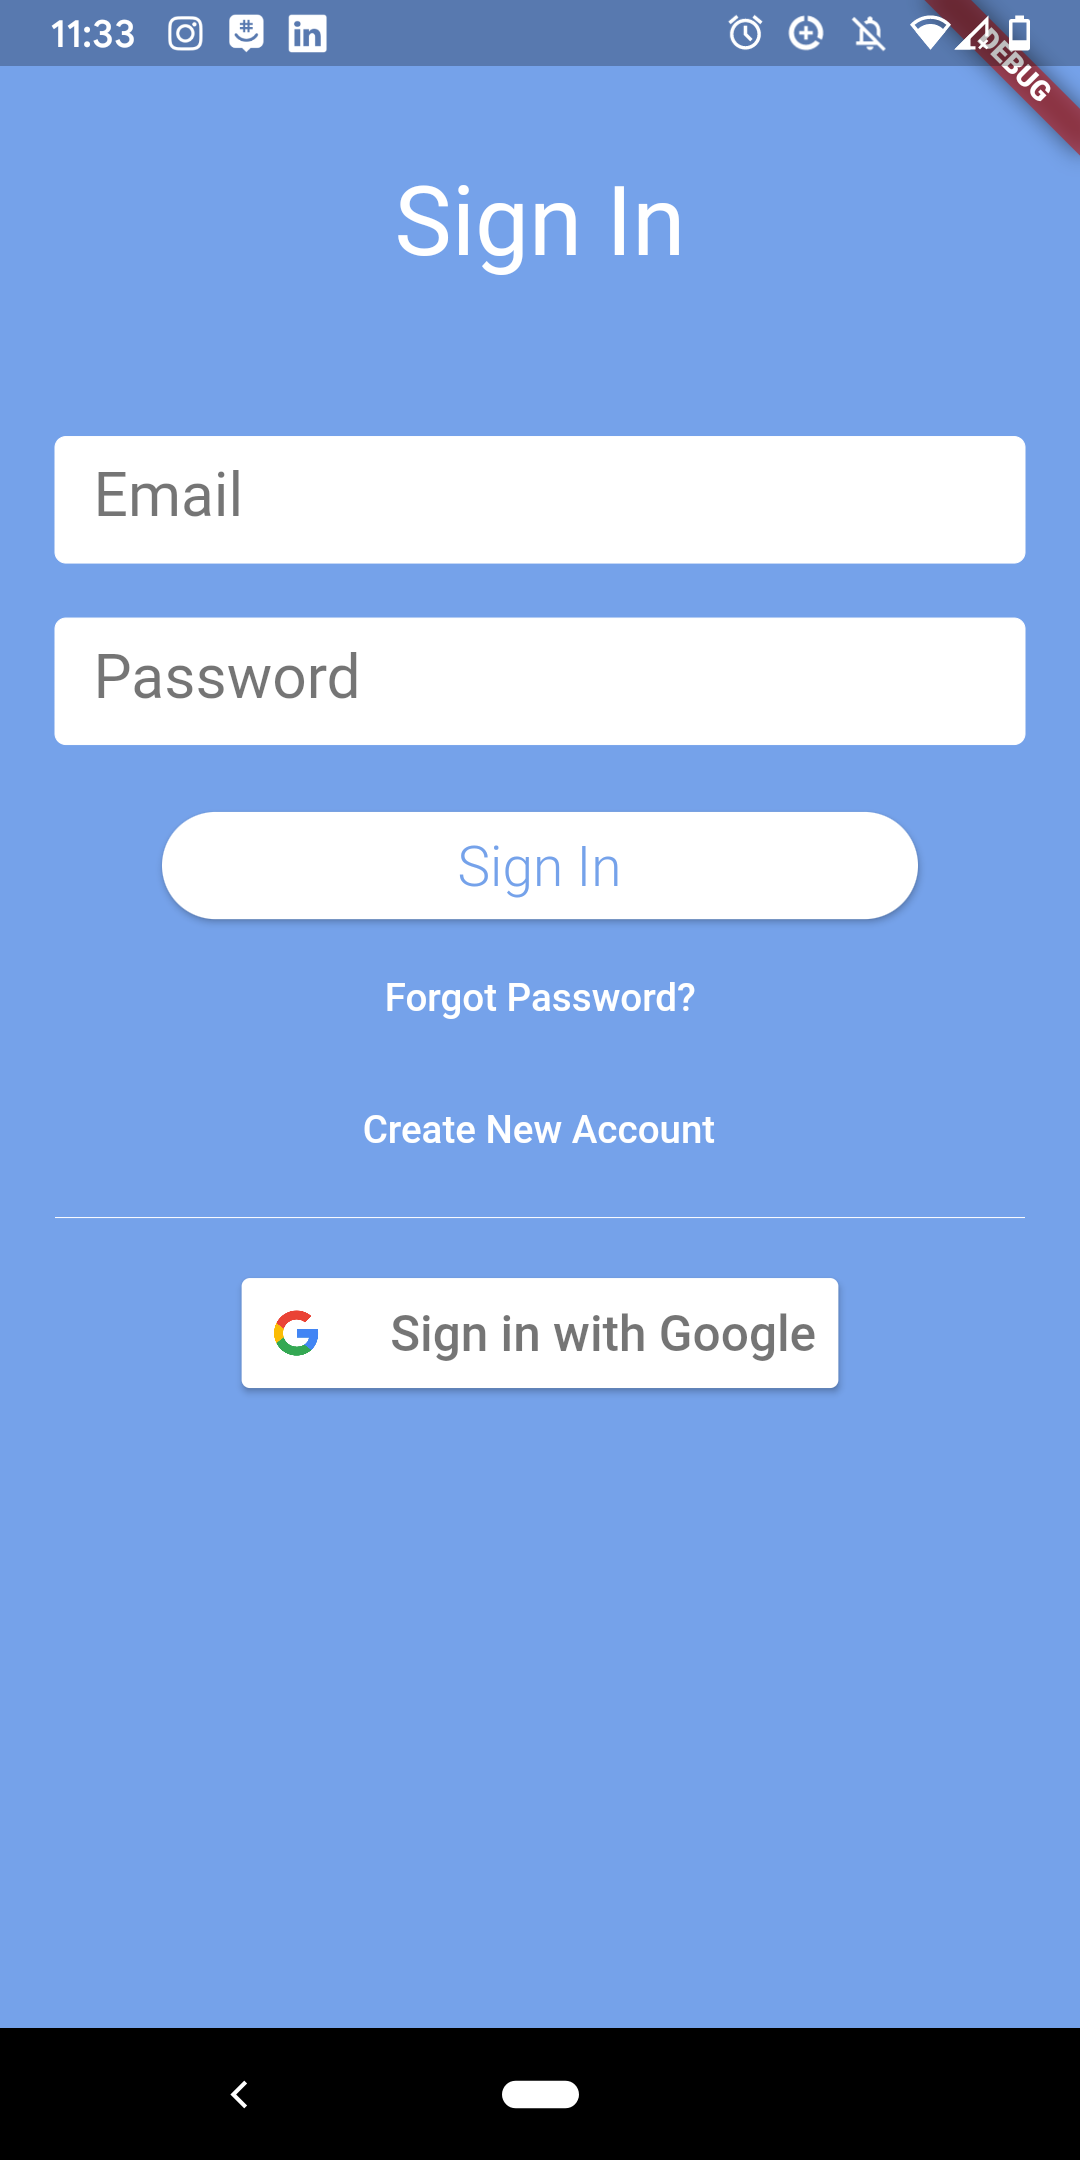 11:33
DEBUG
Sign In
Email
Password
Sign In
Forgot Password?
Create New Account
Sign in with Google